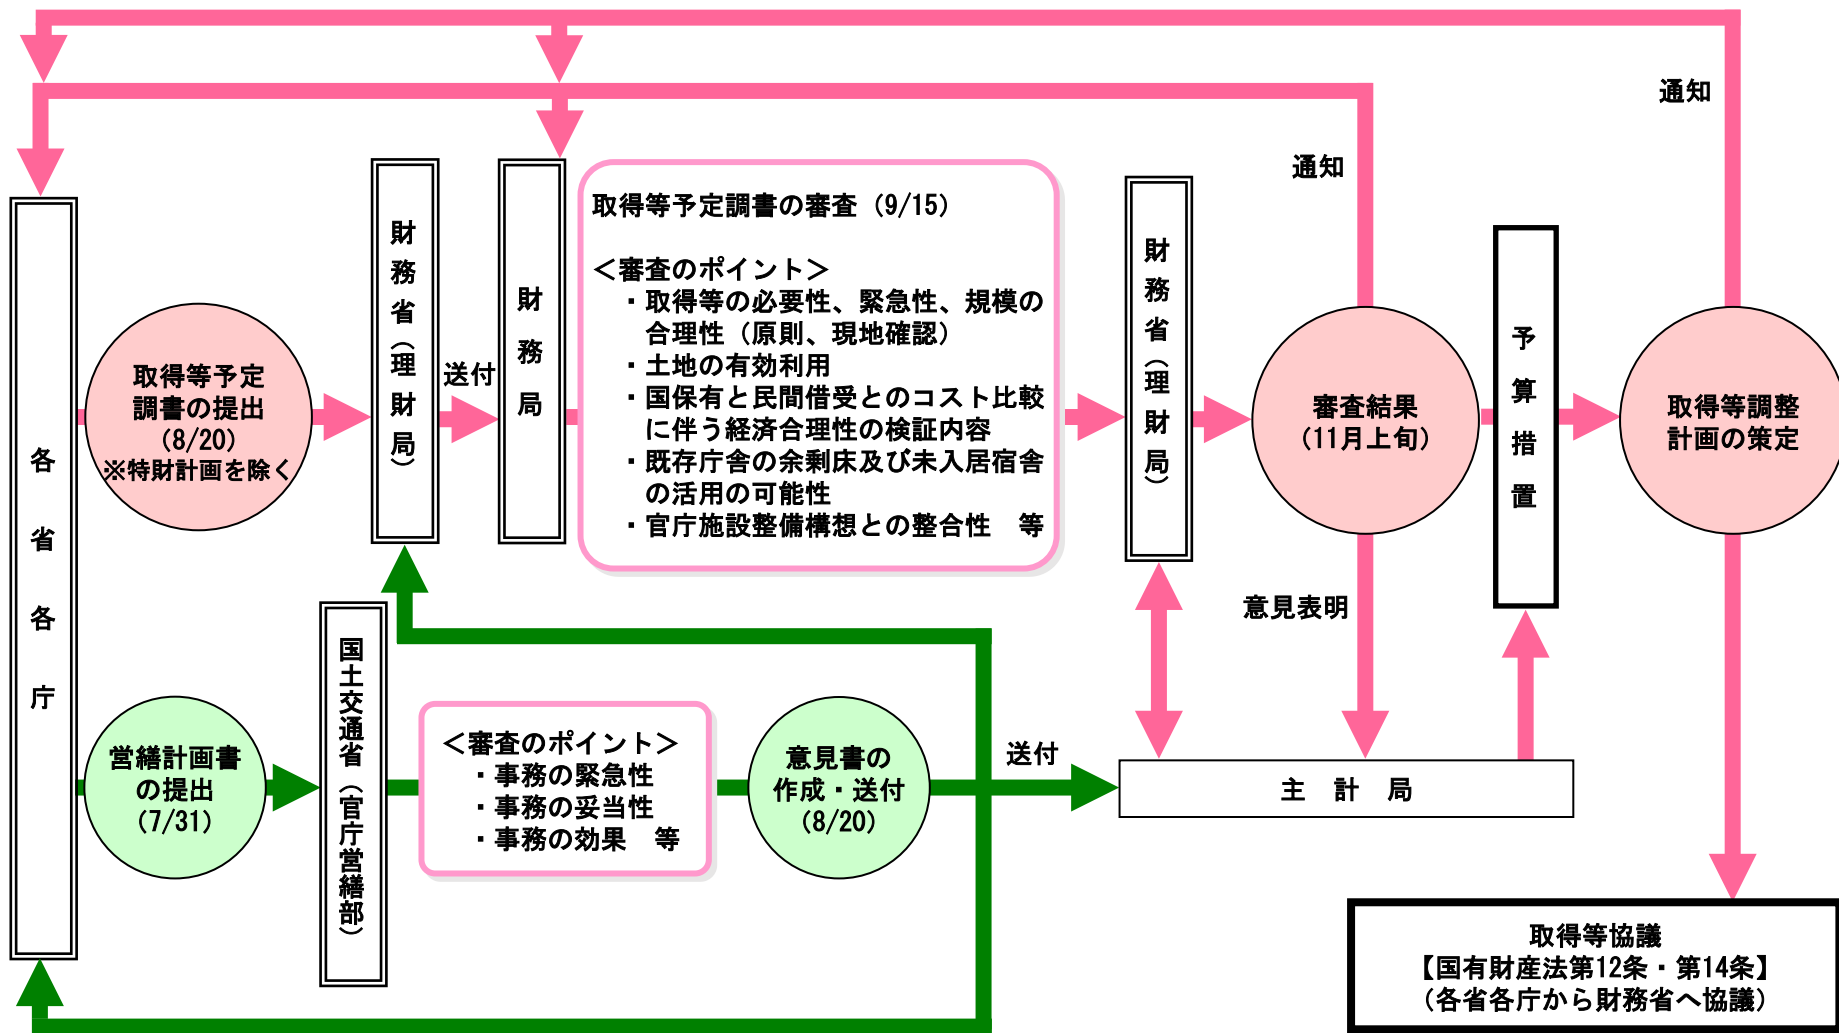 通知
通知
各省各庁
取得等予定
調書の提出
(8/20)
※特財計画を除く
財務省(理財局)
送付
財務局
取得等予定調書の審査（9/15）
＜審査のポイント＞
・取得等の必要性、緊急性、規模の
合理性（原則、現地確認）
・土地の有効利用
・国保有と民間借受とのコスト比較
に伴う経済合理性の検証内容
・既存庁舎の余剰床及び未入居宿舎
の活用の可能性
・官庁施設整備構想との整合性　等
財務省(理財局)
審査結果
(11月上旬)
予算措置
取得等調整
計画の策定
意見表明
営繕計画書
の提出
(7/31)
国土交通省(官庁営繕部)
＜審査のポイント＞
・事務の緊急性
・事務の妥当性
・事務の効果　等
意見書の
作成・送付
(8/20)
送付
主 計 局
取得等協議
【国有財産法第12条・第14条】
（各省各庁から財務省へ協議）